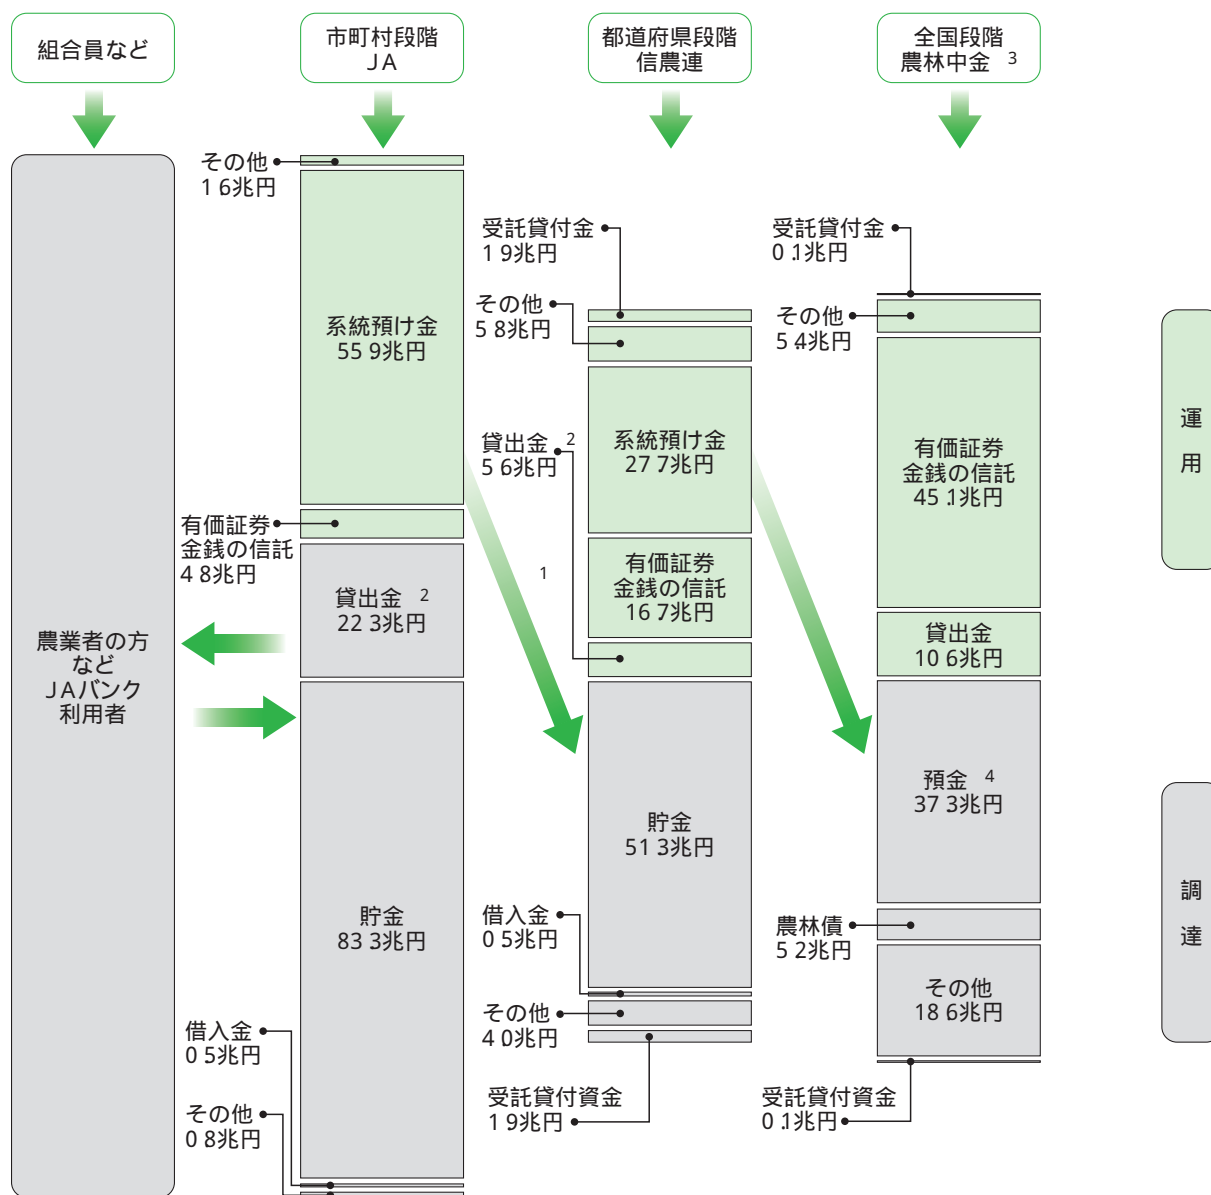 組合員など
市町村段階
JA
都道府県段階
信農連
全国段階
農林中金 3
その他
1.6兆円
系統預け金
55.9兆円
有価証券
金銭の信託
4.8兆円
貸出金 2
22.3兆円
農業者の方
など
JAバンク
利用者
貯金
83.3兆円
借入金
0.5兆円
その他
0.8兆円
受託貸付金
1.9兆円
その他
5.8兆円
系統預け金
27.7兆円
貸出金 2
5.6兆円
1
有価証券
金銭の信託
16.7兆円
貯金
51.3兆円
借入金
0.5兆円
その他
4.0兆円
受託貸付資金
1.9兆円
受託貸付金
0.1兆円
その他
5.4兆円
有価証券
金銭の信託
45.1兆円
貸出金
10.6兆円
預金 4
37.3兆円
農林債
5.2兆円
その他
18.6兆円
受託貸付資金
0.1兆円
運用
調達